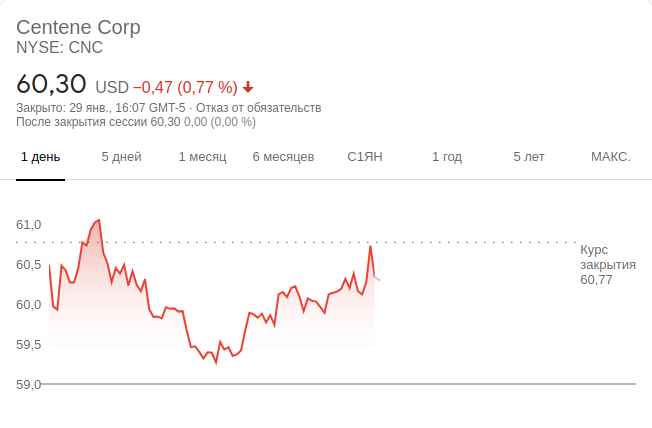 Centene Corp
NYSE: CNC
60,30 USD −0,47 (0,77 %)
Закрыто: 29 янв., 16:07 GMT-5 · Отказ от обязательств
После закрытия сессии 60,30 0,00 (0,00 %)
1 день 5 дней 1 месяц 6 месяцев С1ЯН 1 год 5 лет МАКС.
61,0
60,5
60,0
59,5
59,0
Курс
закрытия
60,77